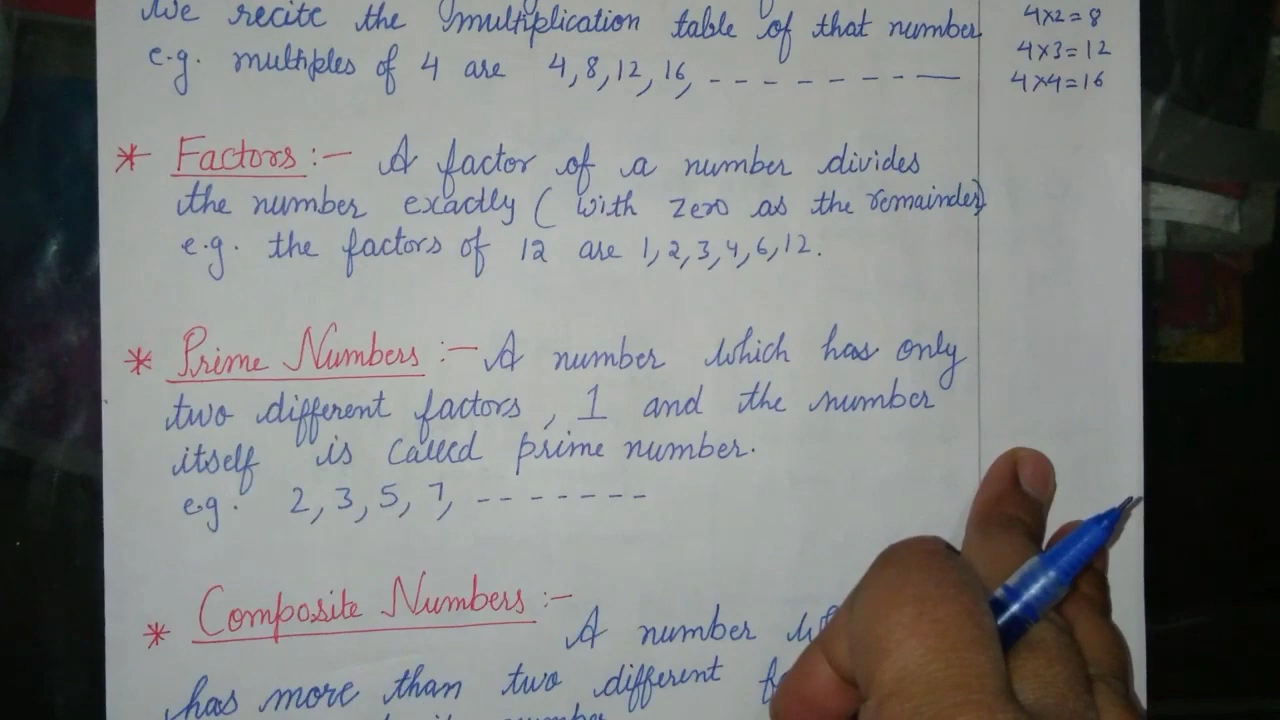 We recite the multiplication table of that number
e.g. multiples of 4 are 4, 8, 12, 16, - - - - - - - - -
4×2=8
4×3=12
4×4=16
* Factors :- A factor of a number divides
the number exactly (with zero as the remainder)
e.g. the factors of 12 are 1, 2, 3, 4, 6, 12.
* Prime Numbers :- A number which has only
two different factors, 1 and the number
itself is called prime number.
e.g. 2, 3, 5, 7, - - - - - - -
* Composite Numbers :-
A number
has more than two different
number